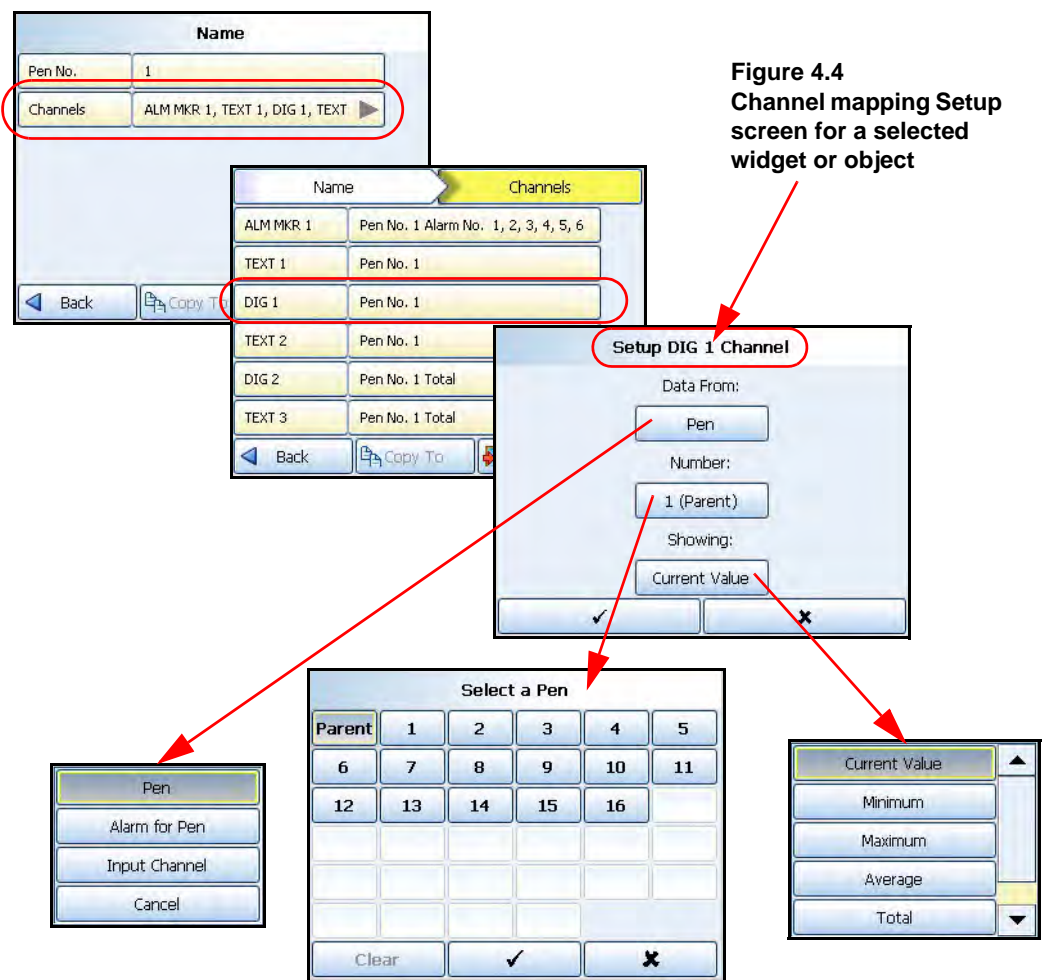 Name
Pen No. 1
Channels ALM MKR 1, TEXT 1, DIG 1, TEXT
Back Copy To
Figure 4.4
Channel mapping Setup
screen for a selected
widget or object
Name Channels
ALM MKR 1 Pen No. 1 Alarm No. 1, 2, 3, 4, 5, 6
TEXT 1 Pen No. 1
DIG 1 Pen No. 1
TEXT 2 Pen No. 1
DIG 2 Pen No. 1 Total
TEXT 3 Pen No. 1 Total
Back Copy To
Setup DIG 1 Channel
Data From:
Pen
Number:
1 (Parent)
Showing:
Current Value
✓ ✗
Pen
Alarm for Pen
Input Channel
Cancel
Select a Pen
Parent 1 2 3 4 5
6 7 8 9 10 11
12 13 14 15 16
Clear ✓ ✗
Current Value
Minimum
Maximum
Average
Total